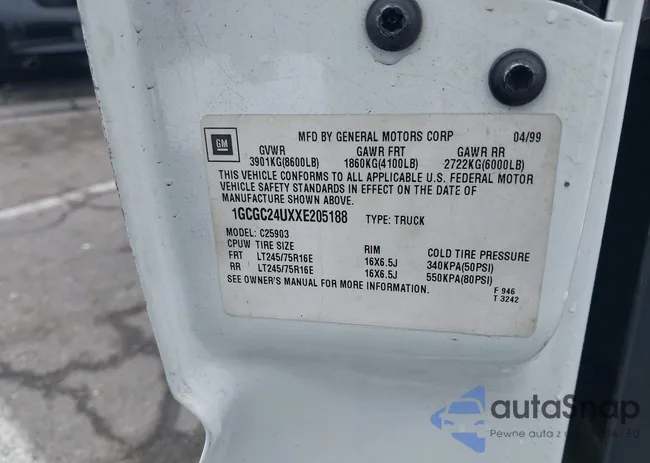 GM
MFD BY GENERAL MOTORS CORP 04/99
GVWR GAWR FRT GAWR RR
3901KG(8600LB) 1860KG(4100LB) 2722KG(6000LB)
THIS VEHICLE CONFORMS TO ALL APPLICABLE U.S. FEDERAL MOTOR
VEHICLE SAFETY STANDARDS IN EFFECT ON THE DATE OF
MANUFACTURE SHOWN ABOVE.
1GCGC24UXXE205188 TYPE: TRUCK
MODEL: C25903
CPUW TIRE SIZE RIM COLD TIRE PRESSURE
FRT LT245/75R16E 16X6.5J 340KPA(50PSI)
RR LT245/75R16E 16X6.5J 550KPA(80PSI)
SEE OWNER'S MANUAL FOR MORE INFORMATION.
F 946
T 3242
autoSnap
Pewne auta z